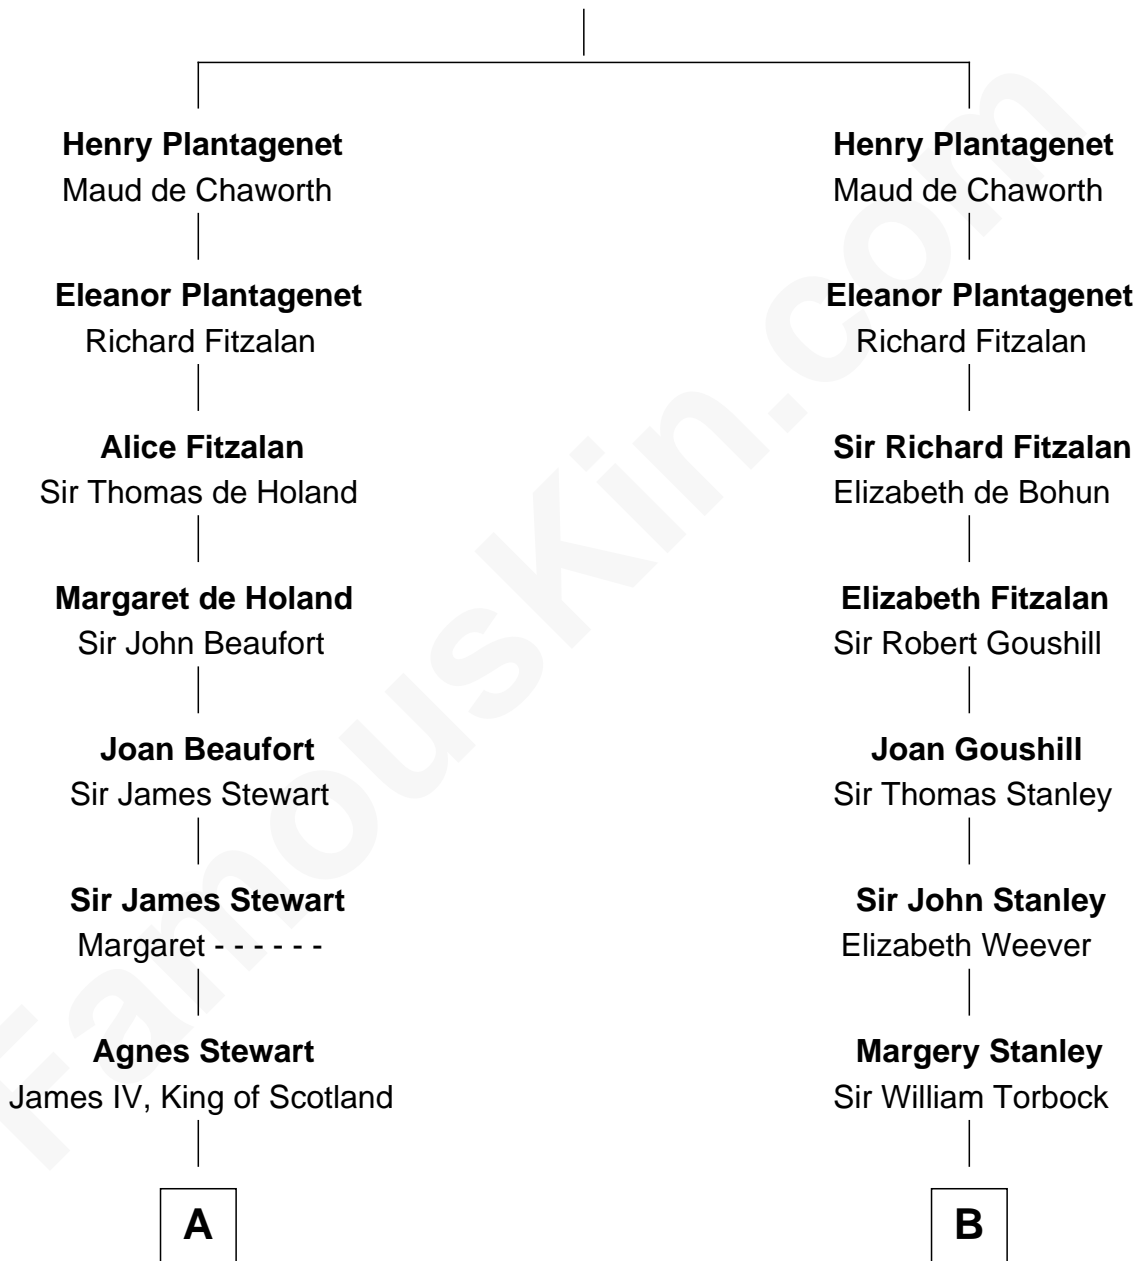 Henry Plantagenet
Maud de Chaworth
Eleanor Plantagenet
Richard Fitzalan
Alice Fitzalan
Sir Thomas de Holand
Margaret de Holand
Sir John Beaufort
Joan Beaufort
Sir James Stewart
Sir James Stewart
Margaret - - - - - -
Agnes Stewart
James IV, King of Scotland
A
Henry Plantagenet
Maud de Chaworth
Eleanor Plantagenet
Richard Fitzalan
Sir Richard Fitzalan
Elizabeth de Bohun
Elizabeth Fitzalan
Sir Robert Goushill
Joan Goushill
Sir Thomas Stanley
Sir John Stanley
Elizabeth Weever
Margery Stanley
Sir William Torbock
B
FamousKin.com